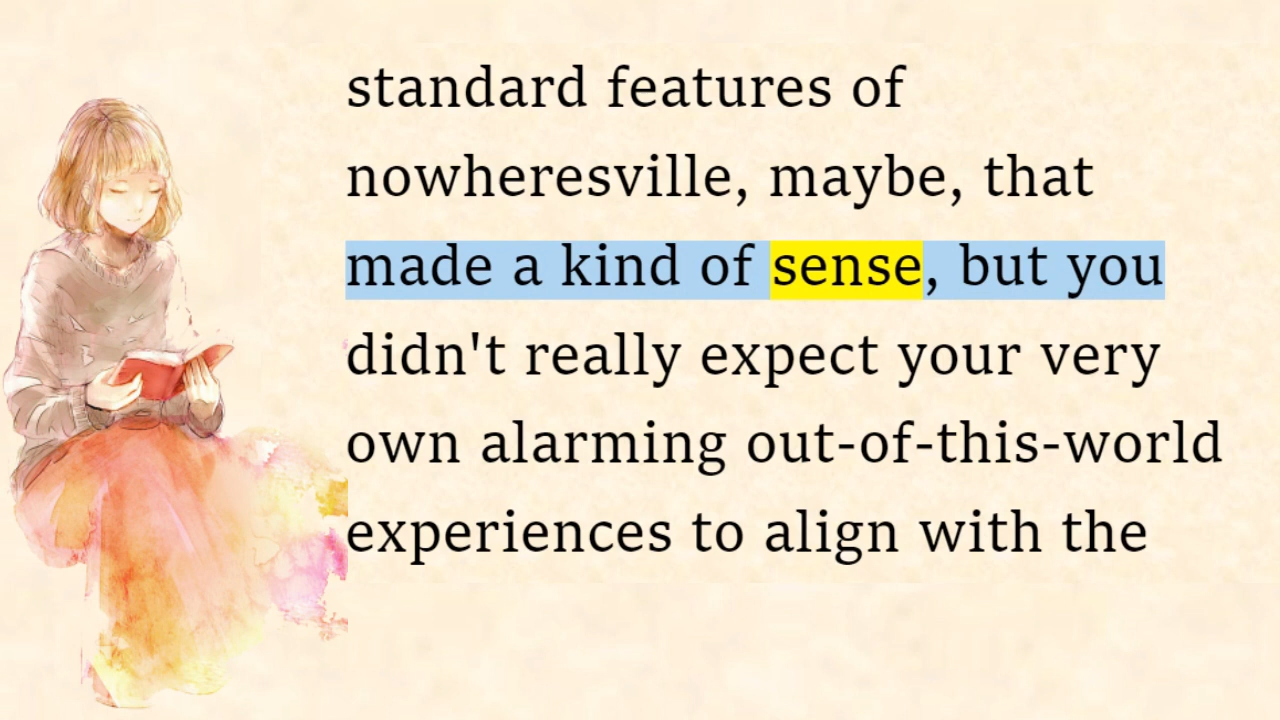 standard features of
nowheresville, maybe, that
made a kind of sense, but you
didn't really expect your very
own alarming out-of-this-world
experiences to align with the